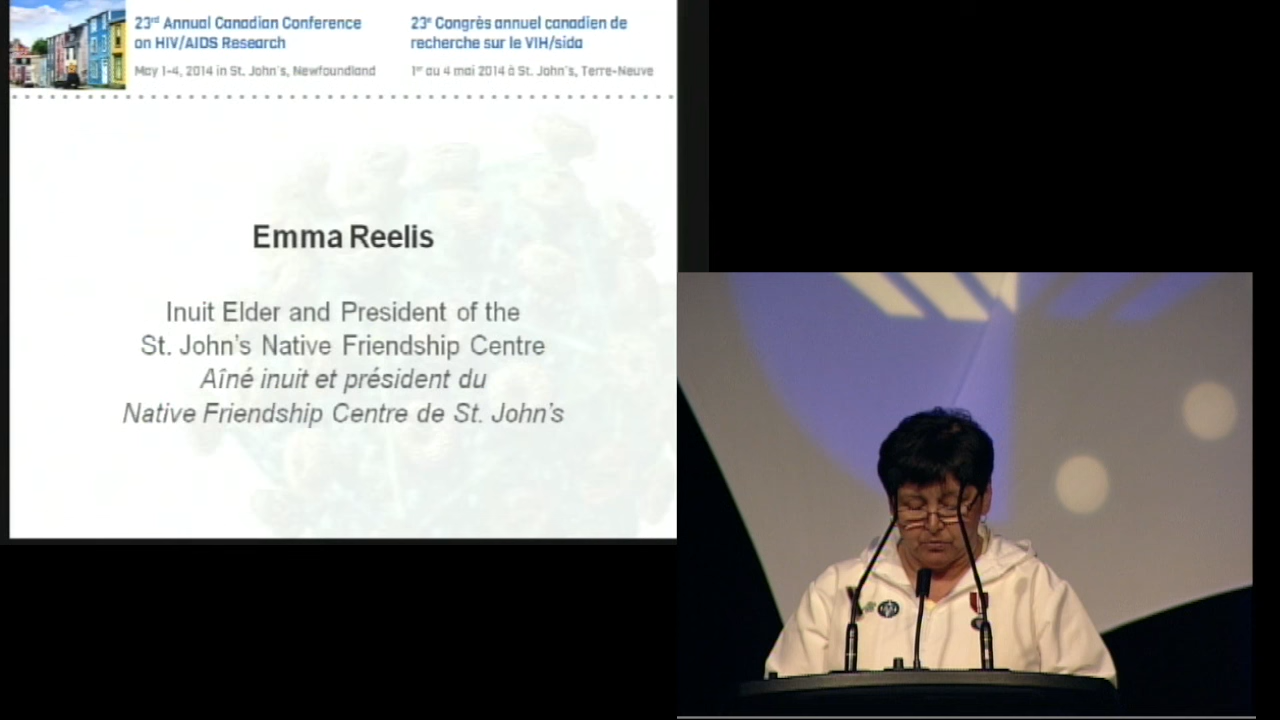 23rd Annual Canadian Conference
on HIV/AIDS Research
May 1-4, 2014 in St. John's, Newfoundland
23e Congrès annuel canadien de
recherche sur le VIH/sida
1er au 4 mai 2014 à St. John's, Terre-Neuve
Emma Reelis
Inuit Elder and President of the
St. John's Native Friendship Centre
Aîné inuit et président du
Native Friendship Centre de St. John's